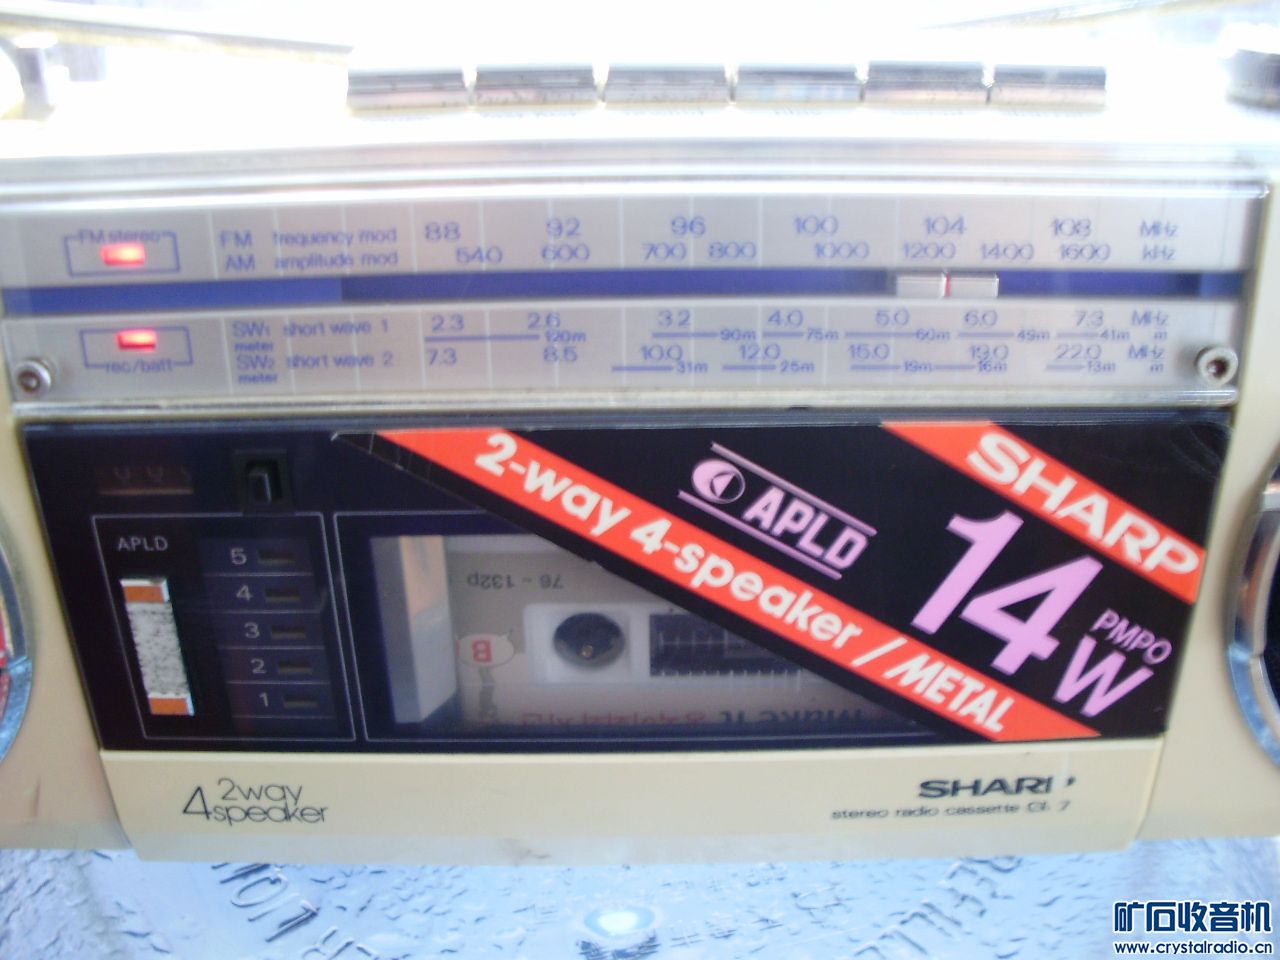 FM stereo
FM frequency mod 88 92 96 100 104 108 MHz
AM amplitude mod 540 600 700 800 1000 1200 1400 1600 kHz
SW1 short wave 1 2.3 2.6 3.2 4.0 5.0 6.0 7.3 MHz
meter 120m 90m 75m 60m 49m 41m m
rec/batt
SW2 short wave 2 7.3 8.5 10.0 12.0 15.0 19.0 22.0 MHz
meter 31m 25m 19m 16m 13m m
SHARP
2-way 4-speaker / METAL
APLD
14W
PMPO
APLD
5
4
3
2
1
76 ~ 132p
B
2way
4speaker
SHARP
stereo radio cassette
矿石收音机
www.crystalradio.cn